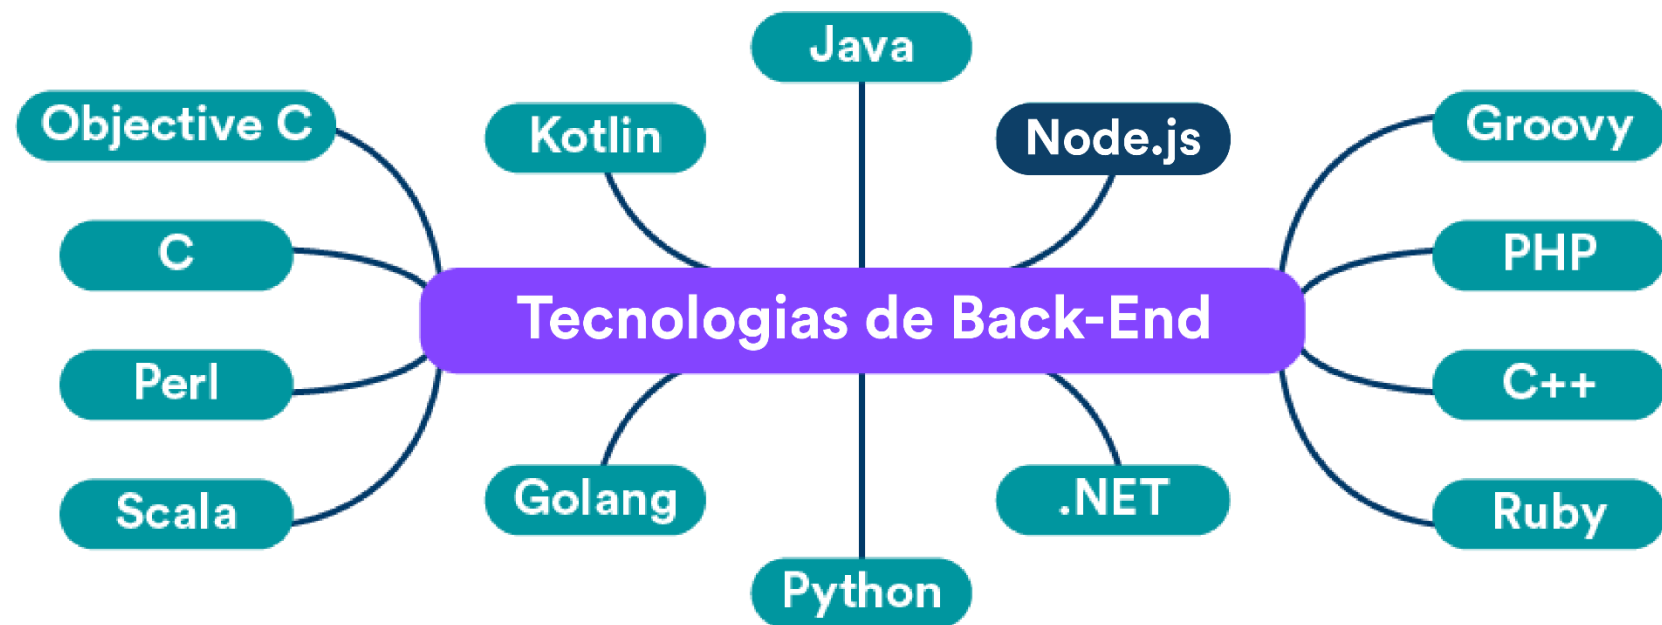 Java
Objective C
Kotlin
Node.js
Groovy
C
PHP
Tecnologias de Back-End
Perl
C++
Scala
Golang
.NET
Ruby
Python